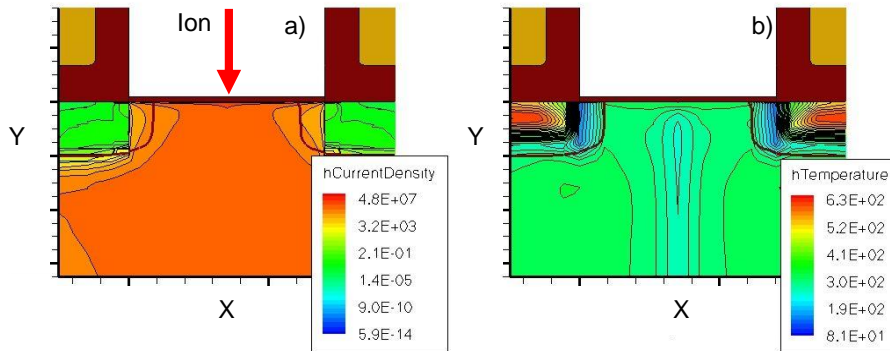 Ion
a)
Y
hCurrentDensity
4.8E+07
3.2E+03
2.1E-01
1.4E-05
9.0E-10
5.9E-14
X
b)
Y
hTemperature
6.3E+02
5.2E+02
4.1E+02
3.0E+02
1.9E+02
8.1E+01
X